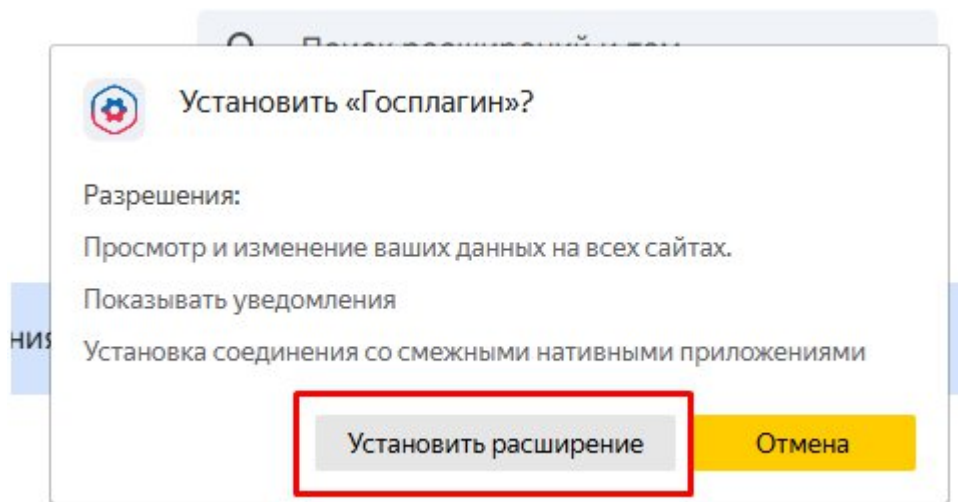 Установить «Госплагин»?
Разрешения:
Просмотр и изменение ваших данных на всех сайтах.
Показывать уведомления
ния
Установка соединения со смежными нативными приложениями
Установить расширение
Отмена